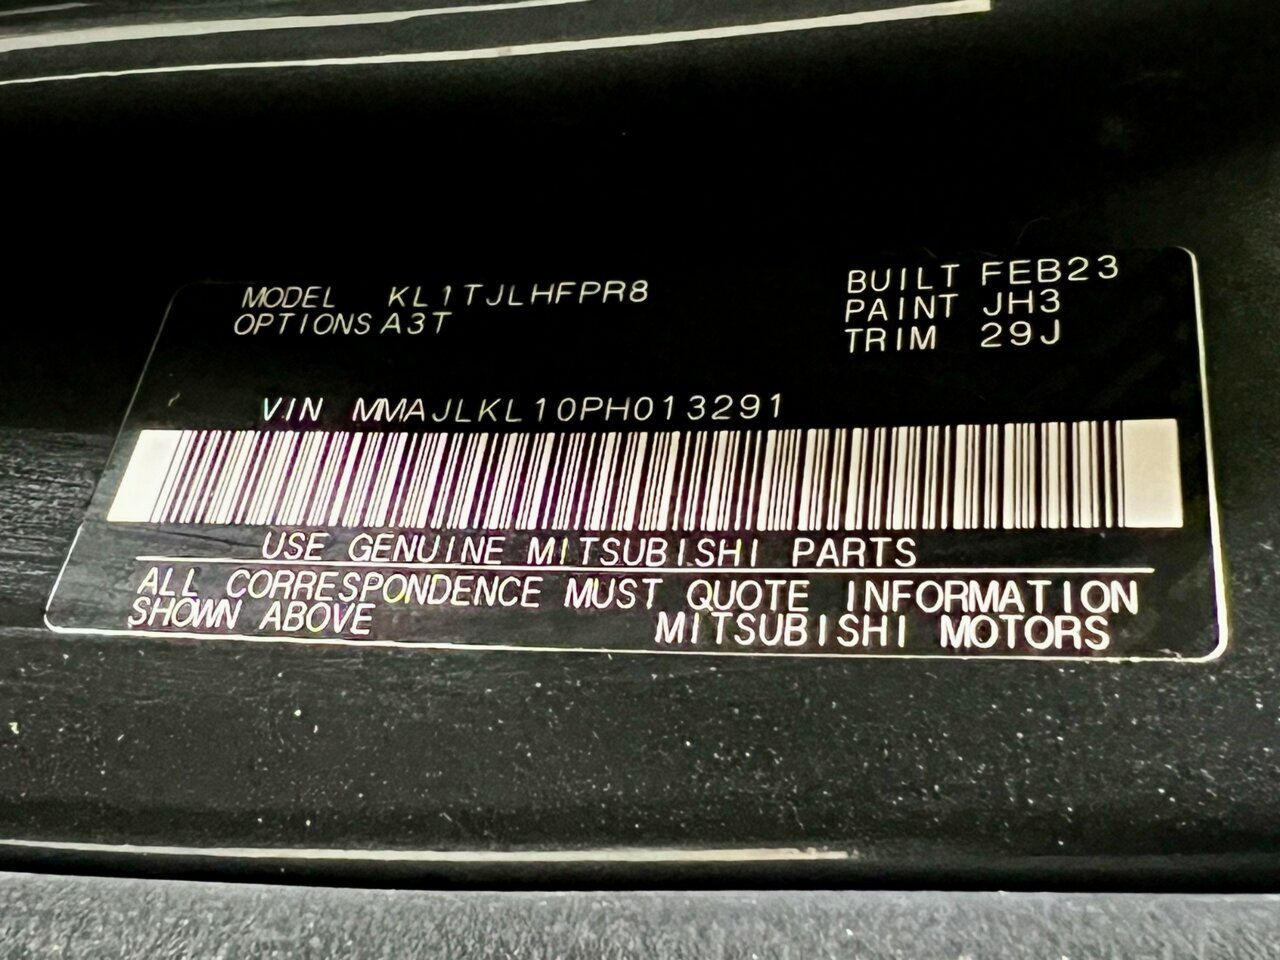 MODEL KL1TJLHFPR8
OPTIONS A3T
BUILT FEB23
PAINT JH3
TRIM 29J
VIN MMAJLKL10PH013291
USE GENUINE MITSUBISHI PARTS
ALL CORRESPONDENCE MUST QUOTE INFORMATION
SHOWN ABOVE MITSUBISHI MOTORS